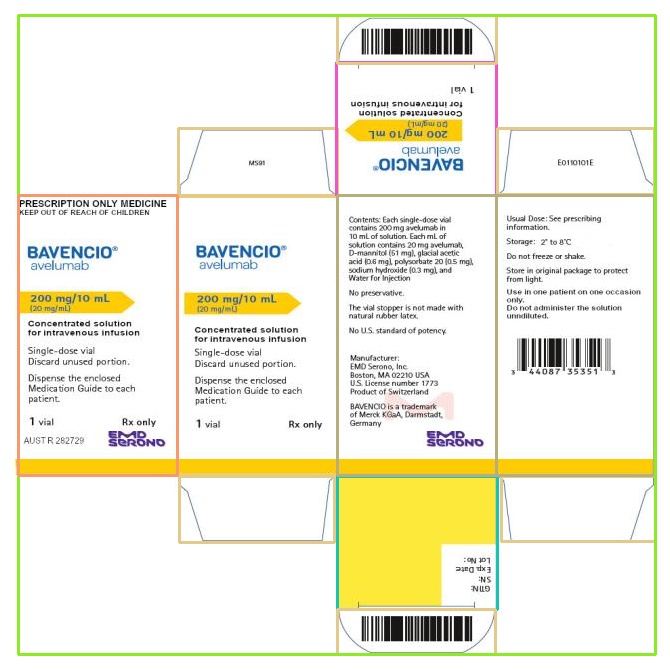 1 vial
Concentrated solution
for intravenous infusion
200 mg/10 mL
(20 mg/mL)
BAVENCIO®
avelumab
MS91
E0110101E
PRESCRIPTION ONLY MEDICINE
KEEP OUT OF REACH OF CHILDREN
BAVENCIO®
avelumab
200 mg/10 mL
(20 mg/mL)
Concentrated solution
for intravenous infusion
Single-dose vial
Discard unused portion.
Dispense the enclosed
Medication Guide to each
patient.
1 vial Rx only
AUST R 282729
EMD
SERONO
BAVENCIO®
avelumab
200 mg/10 mL
(20 mg/mL)
Concentrated solution
for intravenous infusion
Single-dose vial
Discard unused portion.
Dispense the enclosed
Medication Guide to each
patient.
1 vial Rx only
Contents: Each single-dose vial
contains 200 mg avelumab in
10 mL of solution. Each mL of
solution contains 20 mg avelumab,
D-mannitol (51 mg), glacial acetic
acid (0.6 mg), polysorbate 20 (0.5 mg),
sodium hydroxide (0.3 mg), and
Water for Injection
No preservative.
The vial stopper is not made with
natural rubber latex.
No U.S. standard of potency.
Manufacturer:
EMD Serono, Inc.
Boston, MA 02210 USA
U.S. License number 1773
Product of Switzerland
BAVENCIO is a trademark
of Merck KGaA, Darmstadt,
Germany
EMD
SERONO
Usual Dose: See prescribing
information.
Storage: 2° to 8°C
Do not freeze or shake.
Store in original package to protect
from light.
Use in one patient on one occasion
only.
Do not administer the solution
unndiluted.
3 44087 35351 3
GTIN:
SN:
Exp. Date
Lot No: